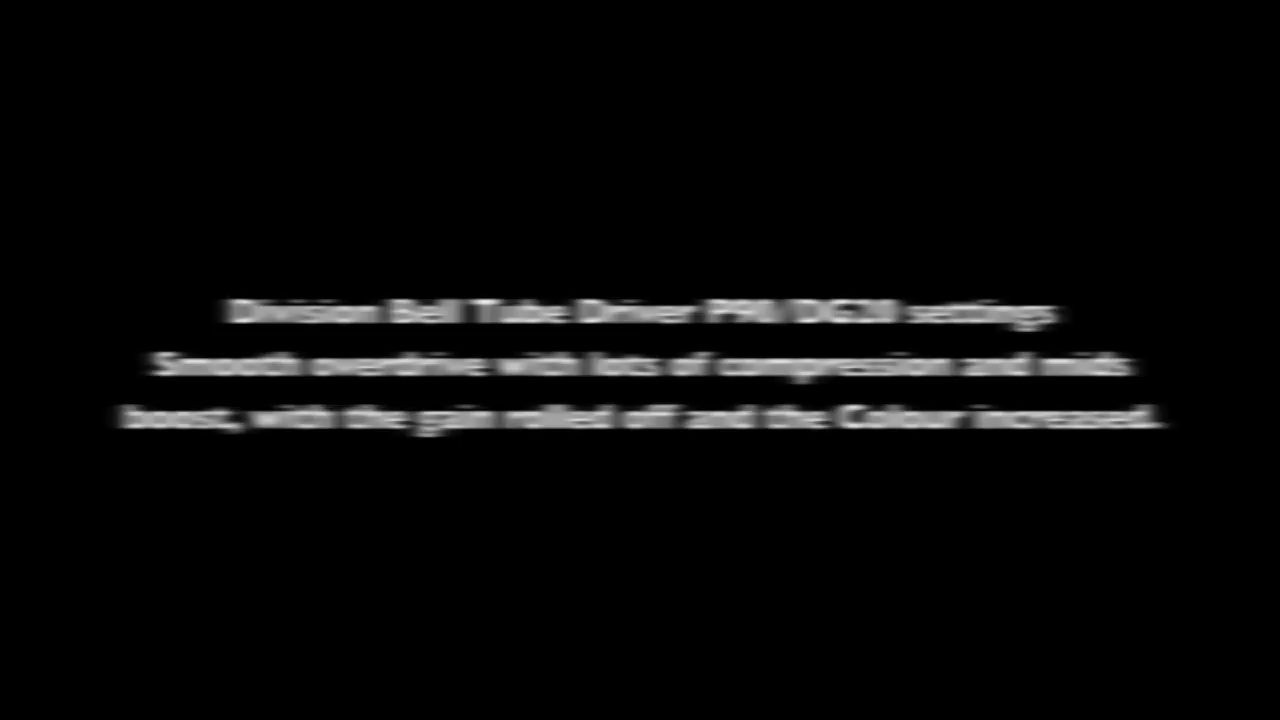 Division Bell Tube Driver settings
Smooth overdrive with lots of compression and mids
boost, with the gain rolled off and the Colour increased.